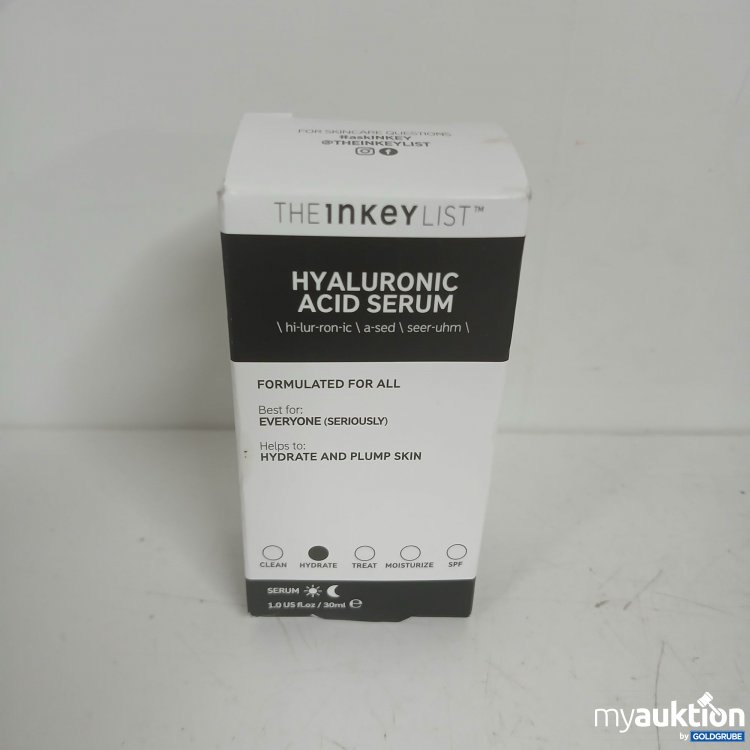 FOR SKINCARE QUESTIONS
#askINKEY
@THEINKEYLIST
THE INKEY LIST™
HYALURONIC
ACID SERUM
\ hi-lur-ron-ic \ a-sed \ seer-uhm \
FORMULATED FOR ALL
Best for:
EVERYONE (SERIOUSLY)
Helps to:
HYDRATE AND PLUMP SKIN
CLEAN HYDRATE TREAT MOISTURIZE SPF
SERUM
1.0 US fl.oz / 30ml ℮
myauktion
by GOLDGRUBE